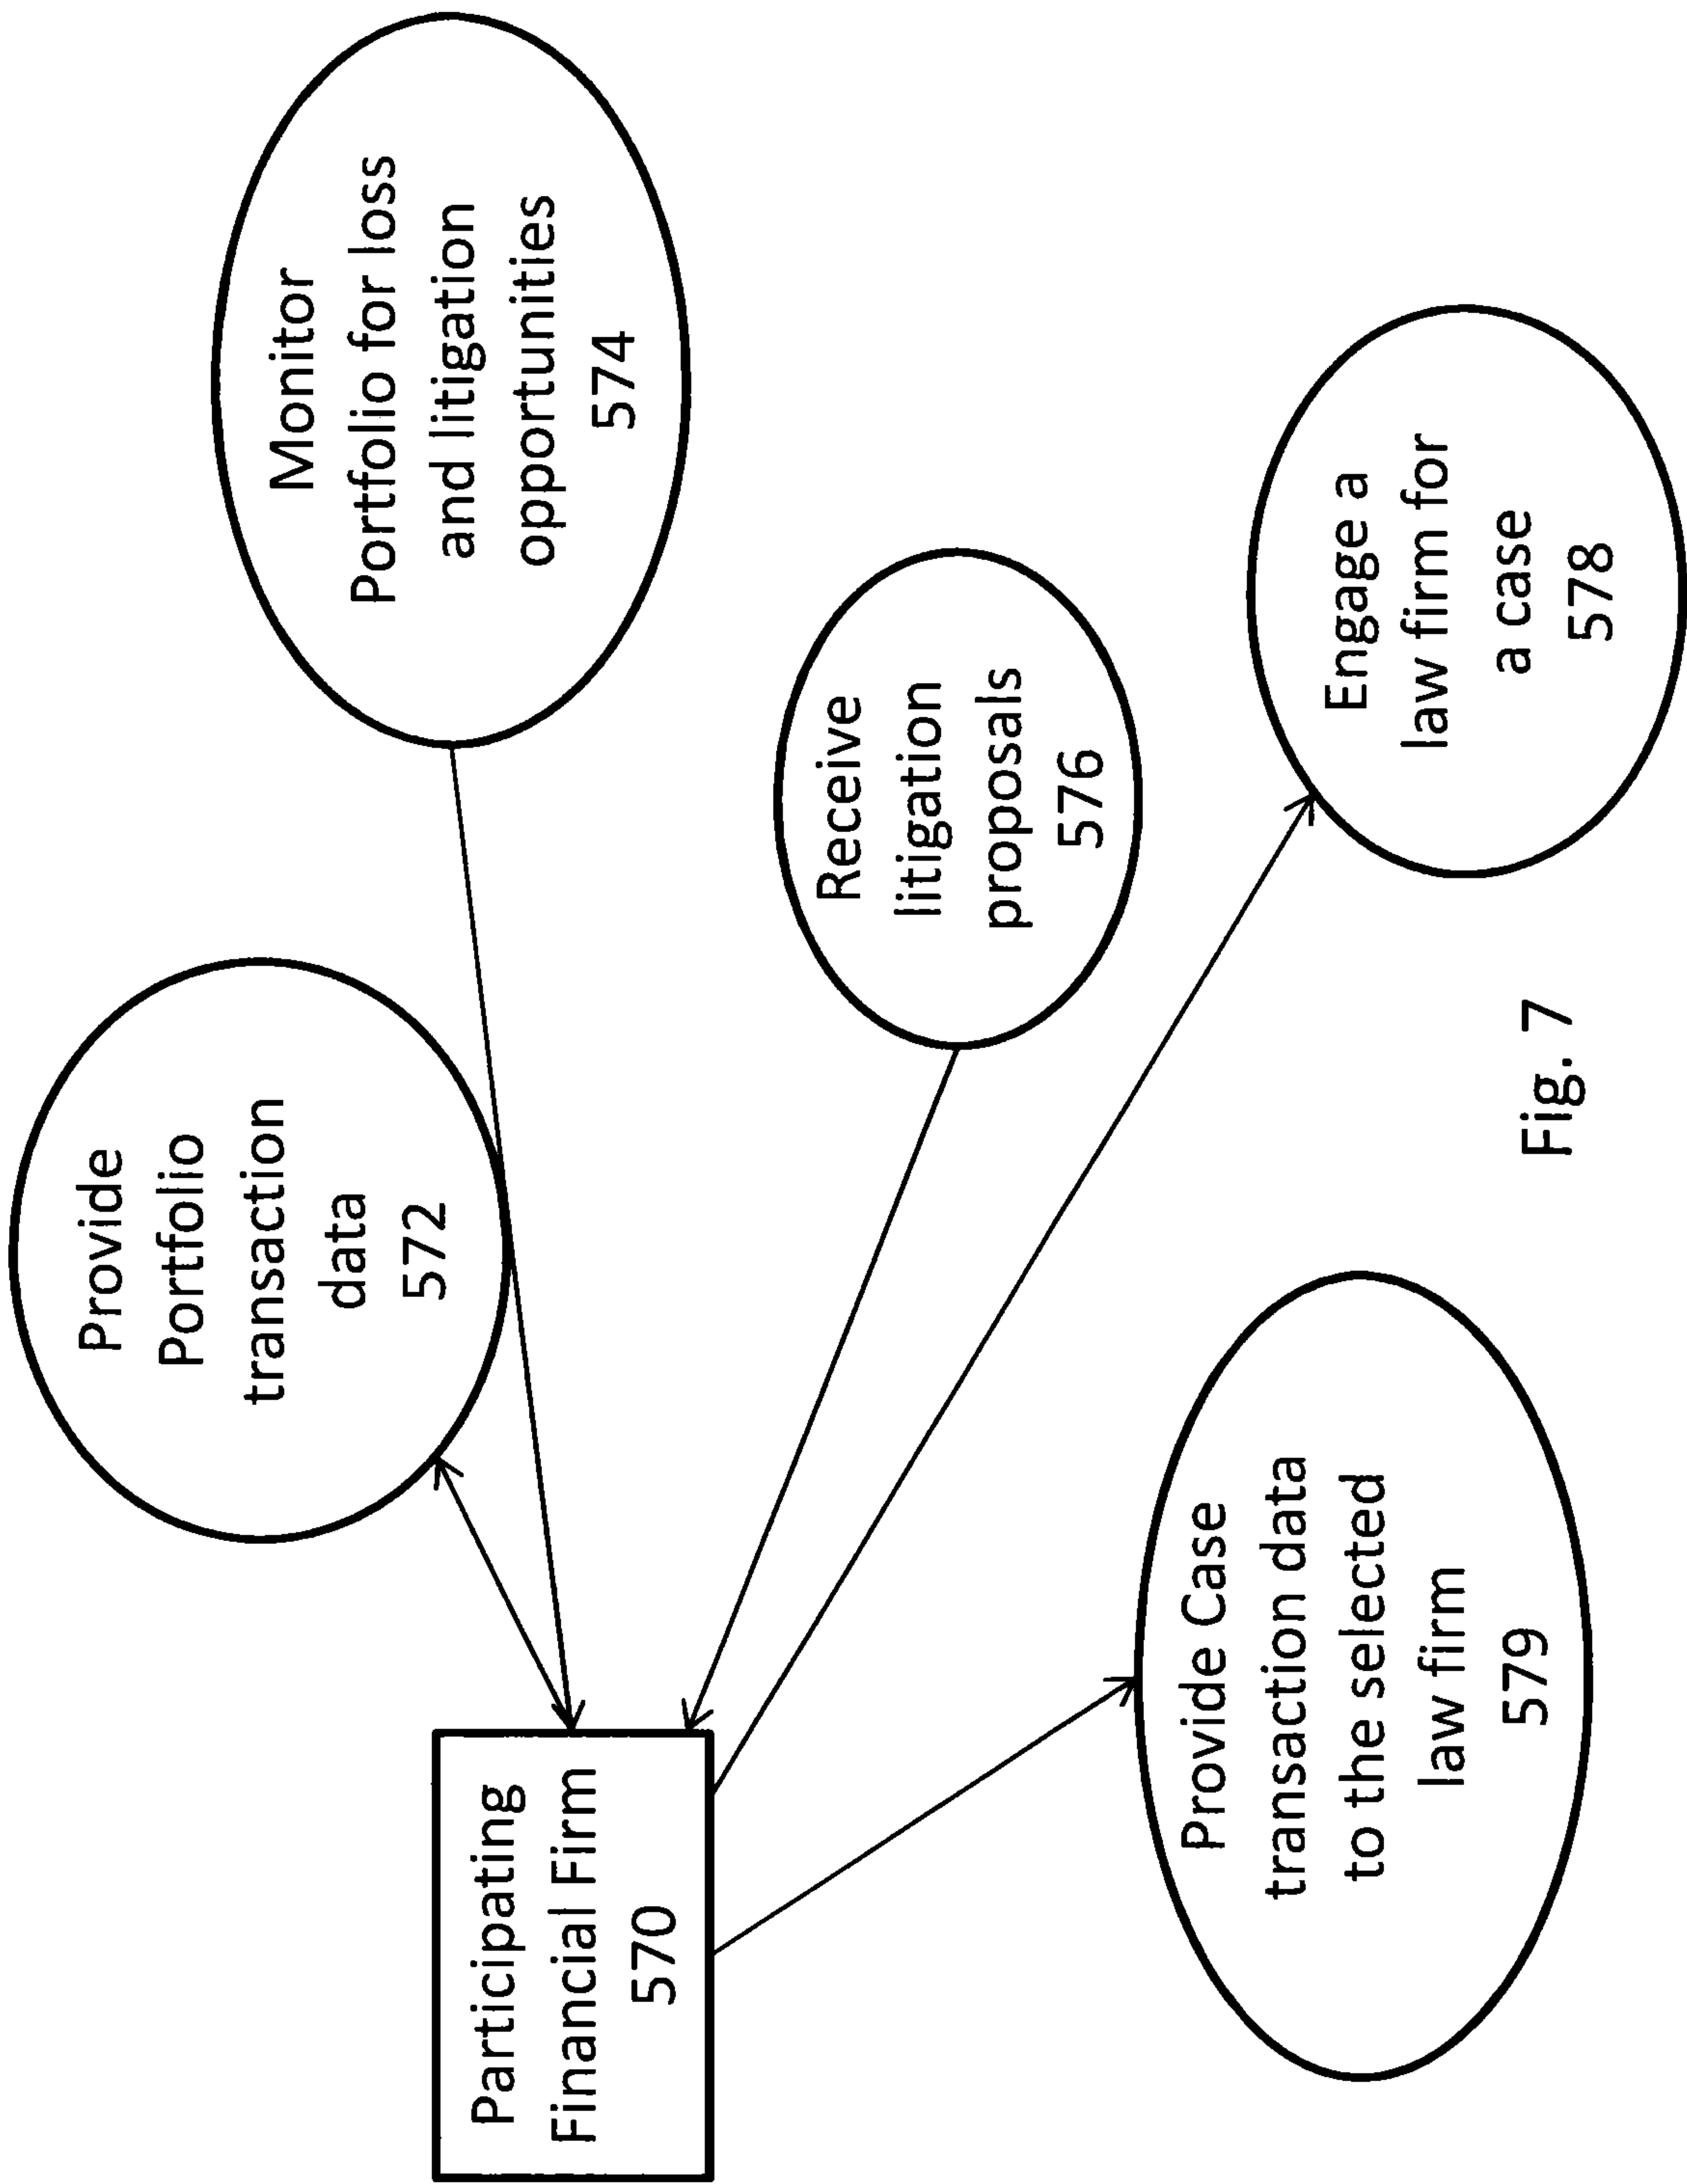 Provide
Portfolio
transaction
data
572
Monitor
Portfolio for loss
and litigation
opportunities
574
Participating
Financial Firm
570
Receive
litigation
proposals
576
Provide Case
transaction data
to the selected
law firm
579
Engage a
law firm for
a case
578
Fig. 7